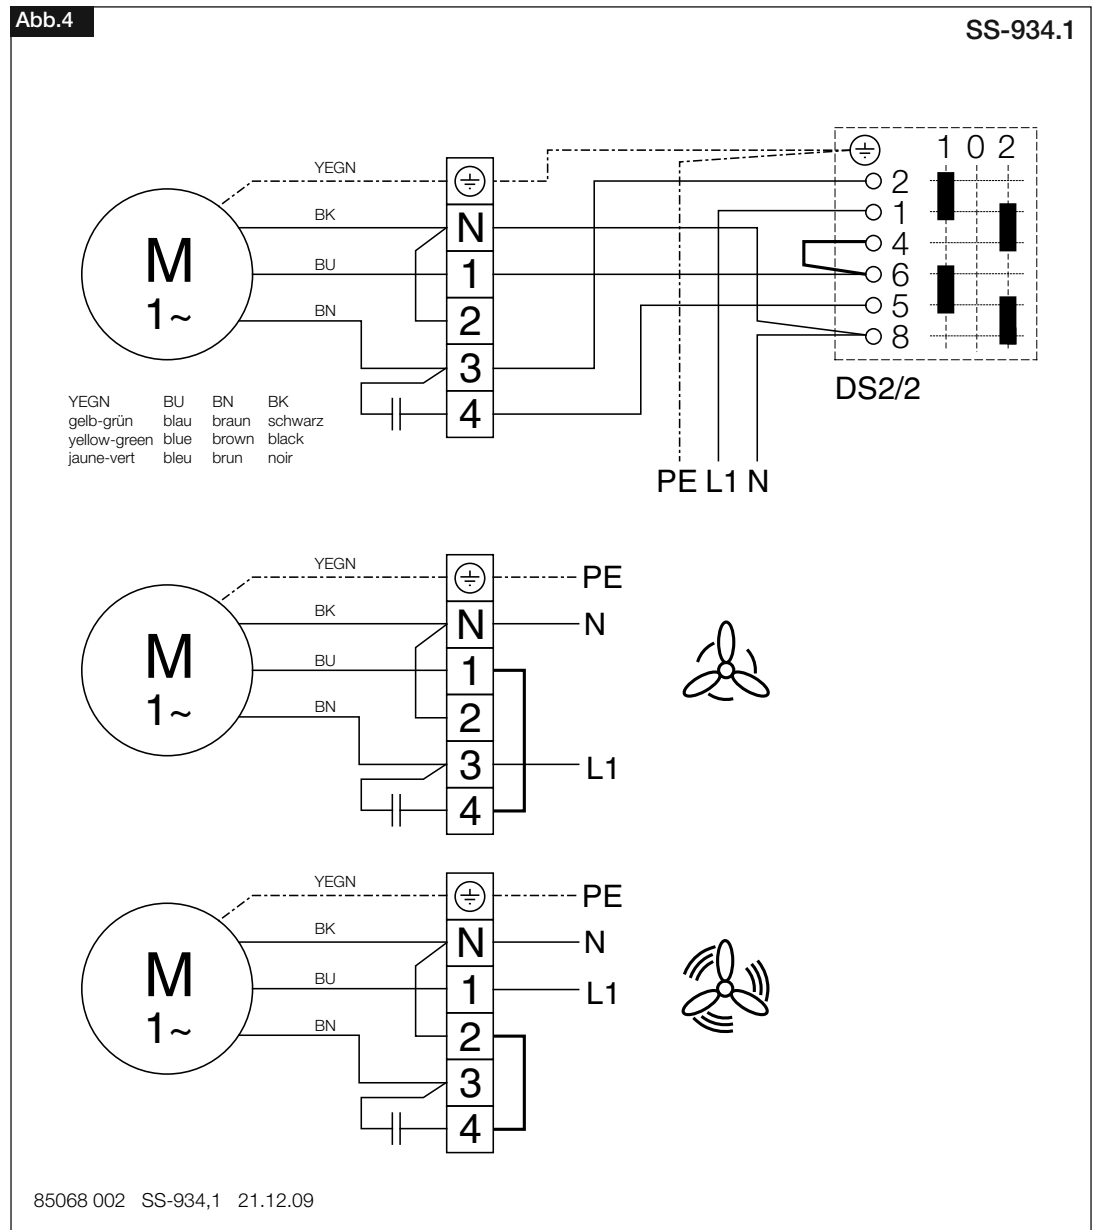 Abb.4
SS-934.1
YEGN
BK
BU
BN
M
1~
N
1
2
3
4
1 0 2
2
1
4
6
5
8
DS2/2
YEGN BU BN BK
gelb-grün blau braun schwarz
yellow-green blue brown black
jaune-vert bleu brun noir
PE L1 N
YEGN
BK
BU
BN
M
1~
N
1
2
3
4
PE
N
L1
YEGN
BK
BU
BN
M
1~
N
1
2
3
4
PE
N
L1
85068 002 SS-934,1 21.12.09